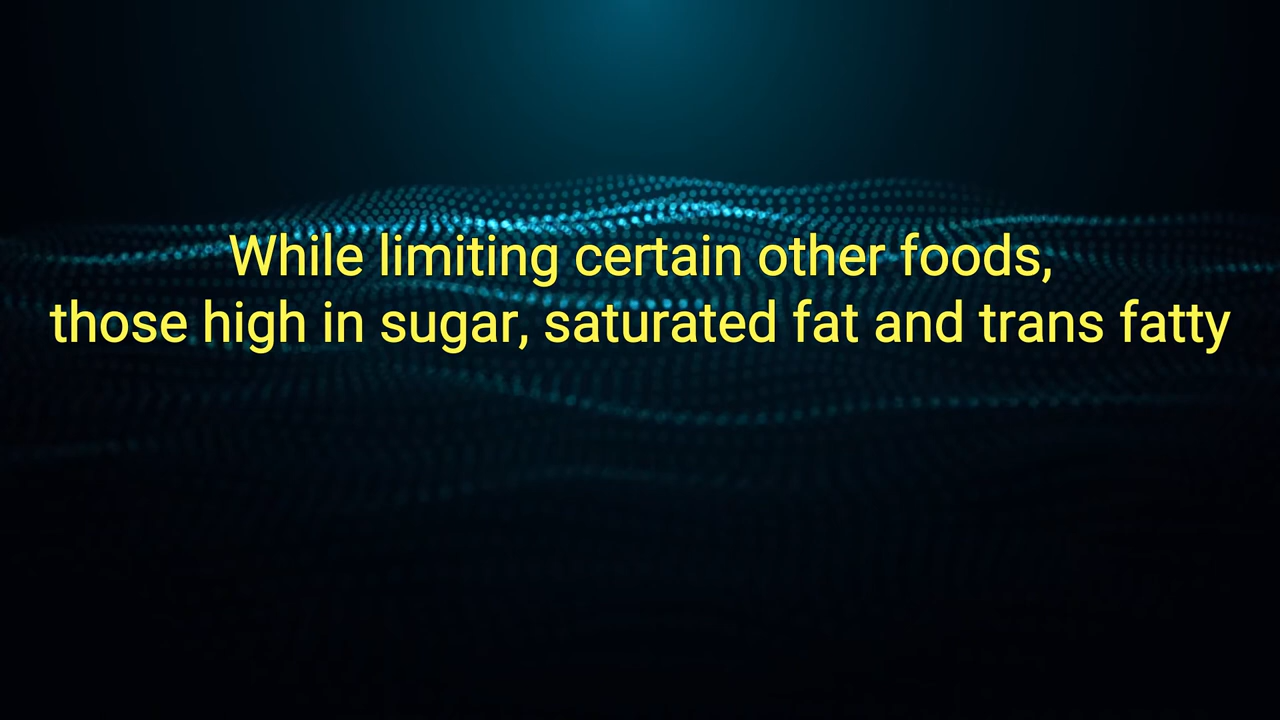 While limiting certain other foods,
those high in sugar, saturated fat and trans fatty